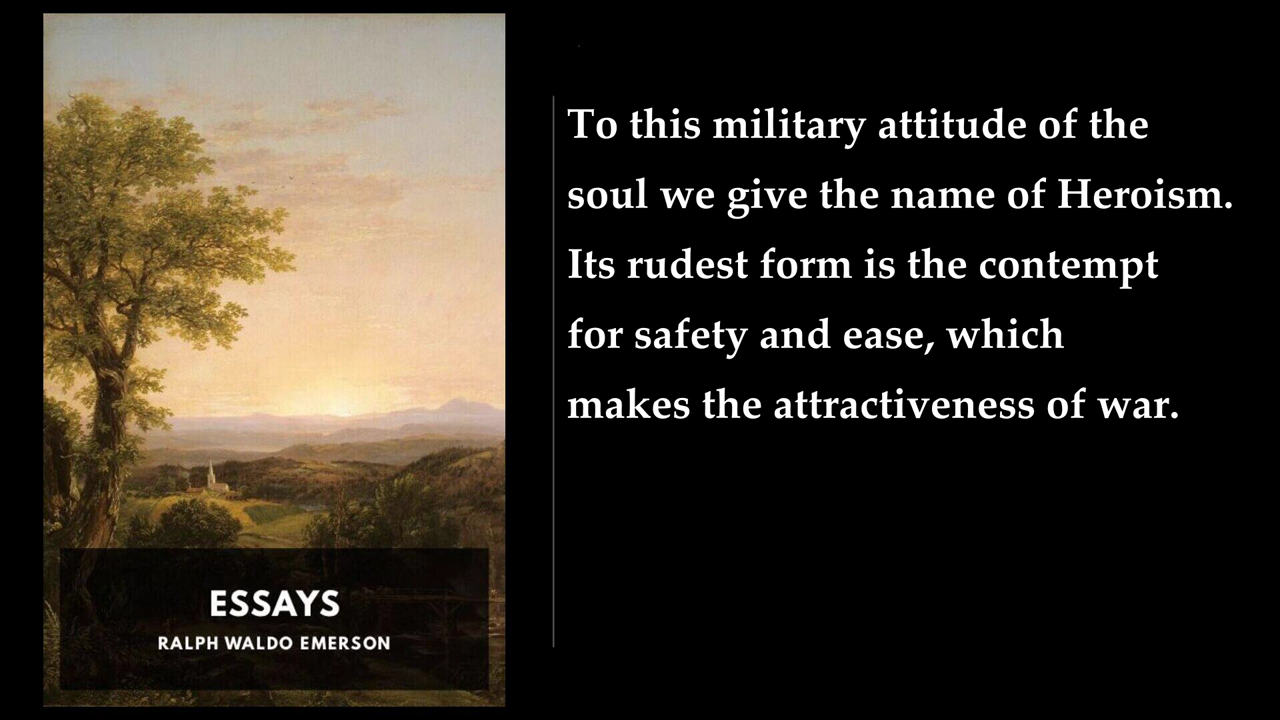 ESSAYS
RALPH WALDO EMERSON
To this military attitude of the
soul we give the name of Heroism.
Its rudest form is the contempt
for safety and ease, which
makes the attractiveness of war.